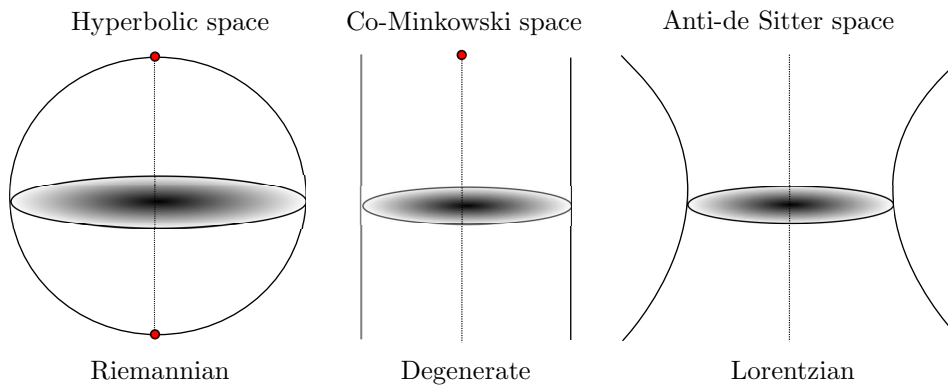 Hyperbolic space
Co-Minkowski space
Anti-de Sitter space
Riemannian
Degenerate
Lorentzian